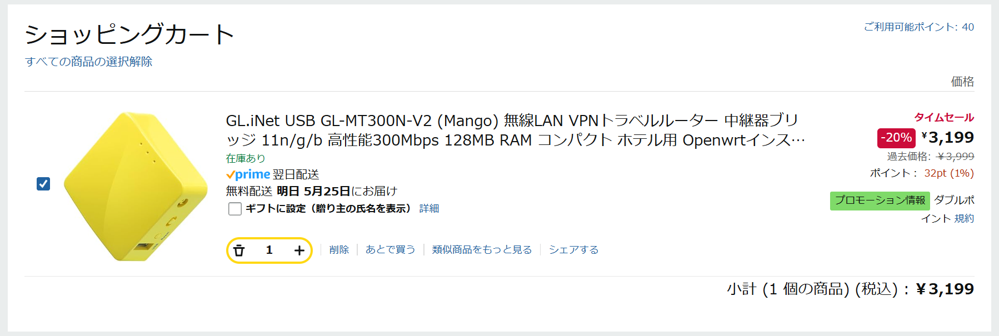 ショッピングカート
ご利用可能ポイント: 40
すべての商品の選択解除
価格
GL.iNet USB GL-MT300N-V2 (Mango) 無線LAN VPNトラベルルーター 中継器ブリ
ッジ 11n/g/b 高性能300Mbps 128MB RAM コンパクト ホテル用 Openwrtインス…
在庫あり
prime 翌日配送
無料配送 明日 5月25日にお届け
ギフトに設定（贈り主の氏名を表示） 詳細
1
削除
あとで買う
類似商品をもっと見る
シェアする
タイムセール
-20% ¥3,199
過去価格: ¥3,999
ポイント： 32pt (1%)
プロモーション情報 ダブルポ
イント 規約
小計 (1 個の商品) (税込) : ¥3,199